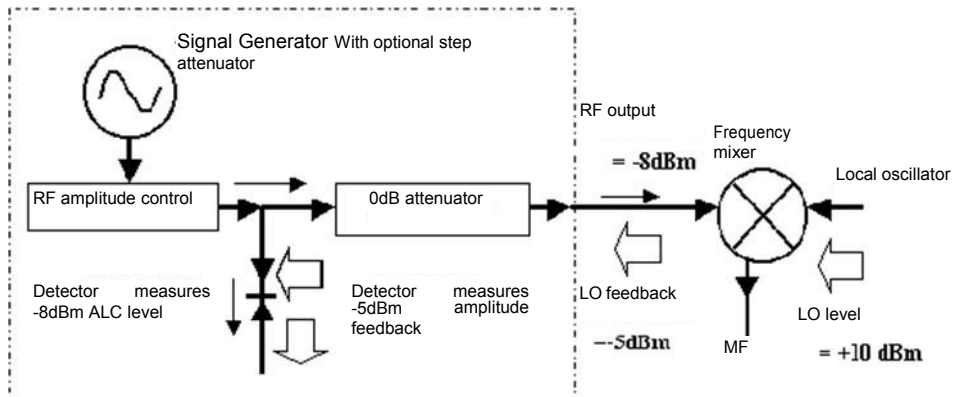 Signal Generator With optional step
attenuator
RF output
= -8dBm
Frequency
mixer
Local oscillator
RF amplitude control
0dB attenuator
Detector measures
-8dBm ALC level
Detector measures
-5dBm amplitude
feedback
LO feedback
--5dBm
MF
LO level
= +10 dBm